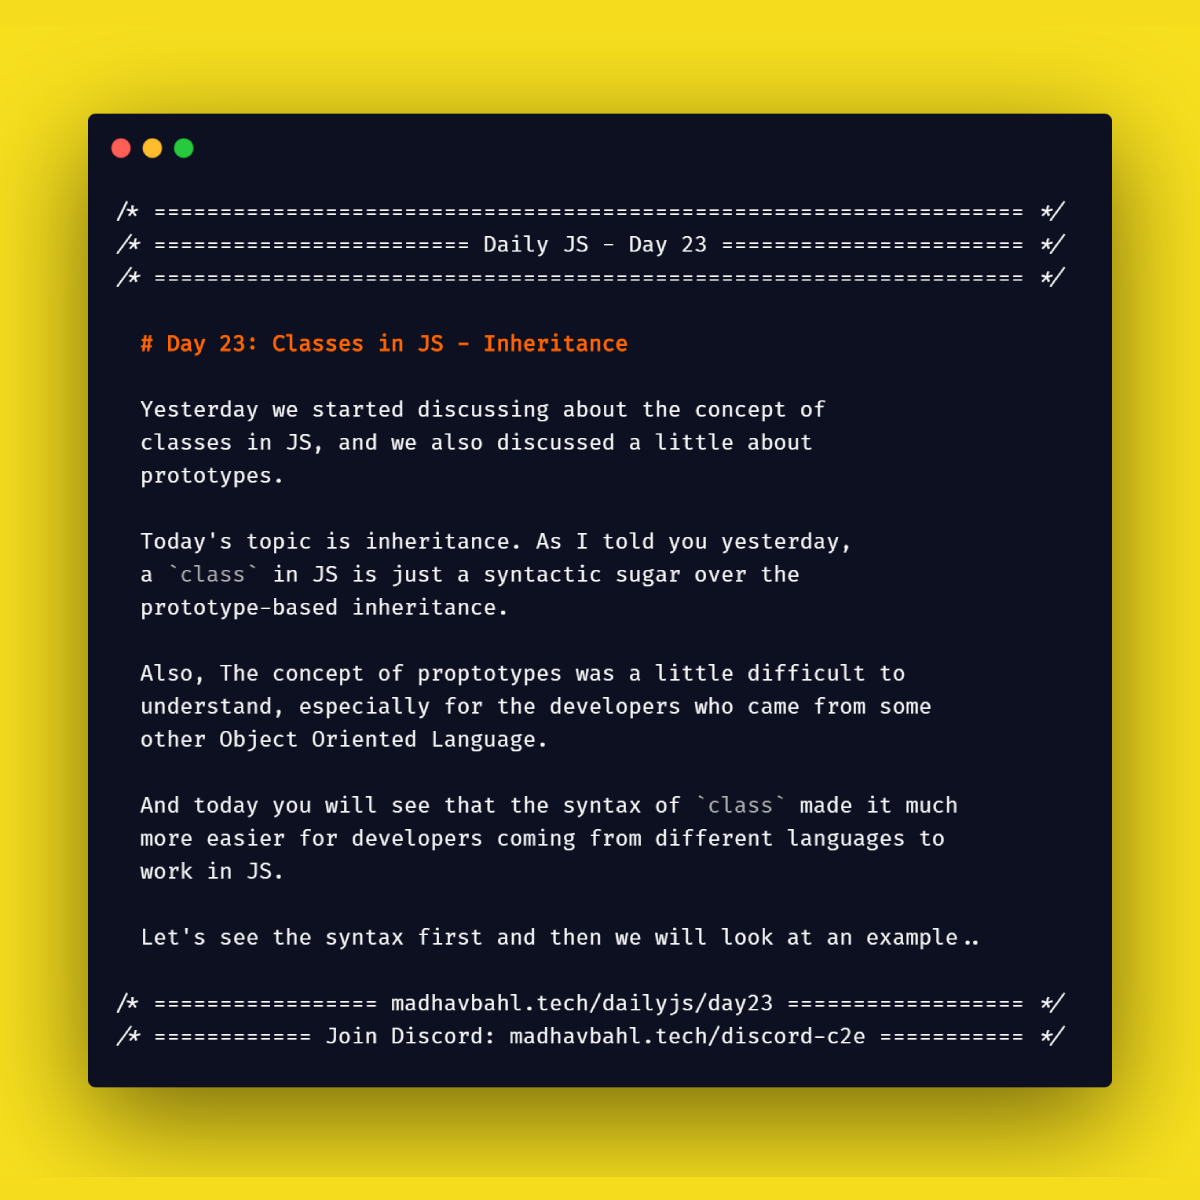 /* ================================================================== */
/* ======================== Daily JS - Day 23 ======================= */
/* ================================================================== */
# Day 23: Classes in JS - Inheritance
Yesterday we started discussing about the concept of
classes in JS, and we also discussed a little about
prototypes.
Today's topic is inheritance. As I told you yesterday,
a `class` in JS is just a syntactic sugar over the
prototype-based inheritance.
Also, The concept of proptotypes was a little difficult to
understand, especially for the developers who came from some
other Object Oriented Language.
And today you will see that the syntax of `class` made it much
more easier for developers coming from different languages to
work in JS.
Let's see the syntax first and then we will look at an example..
/* ================= madhavbahl.tech/dailyjs/day23 ================== */
/* ============ Join Discord: madhavbahl.tech/discord-c2e =========== */